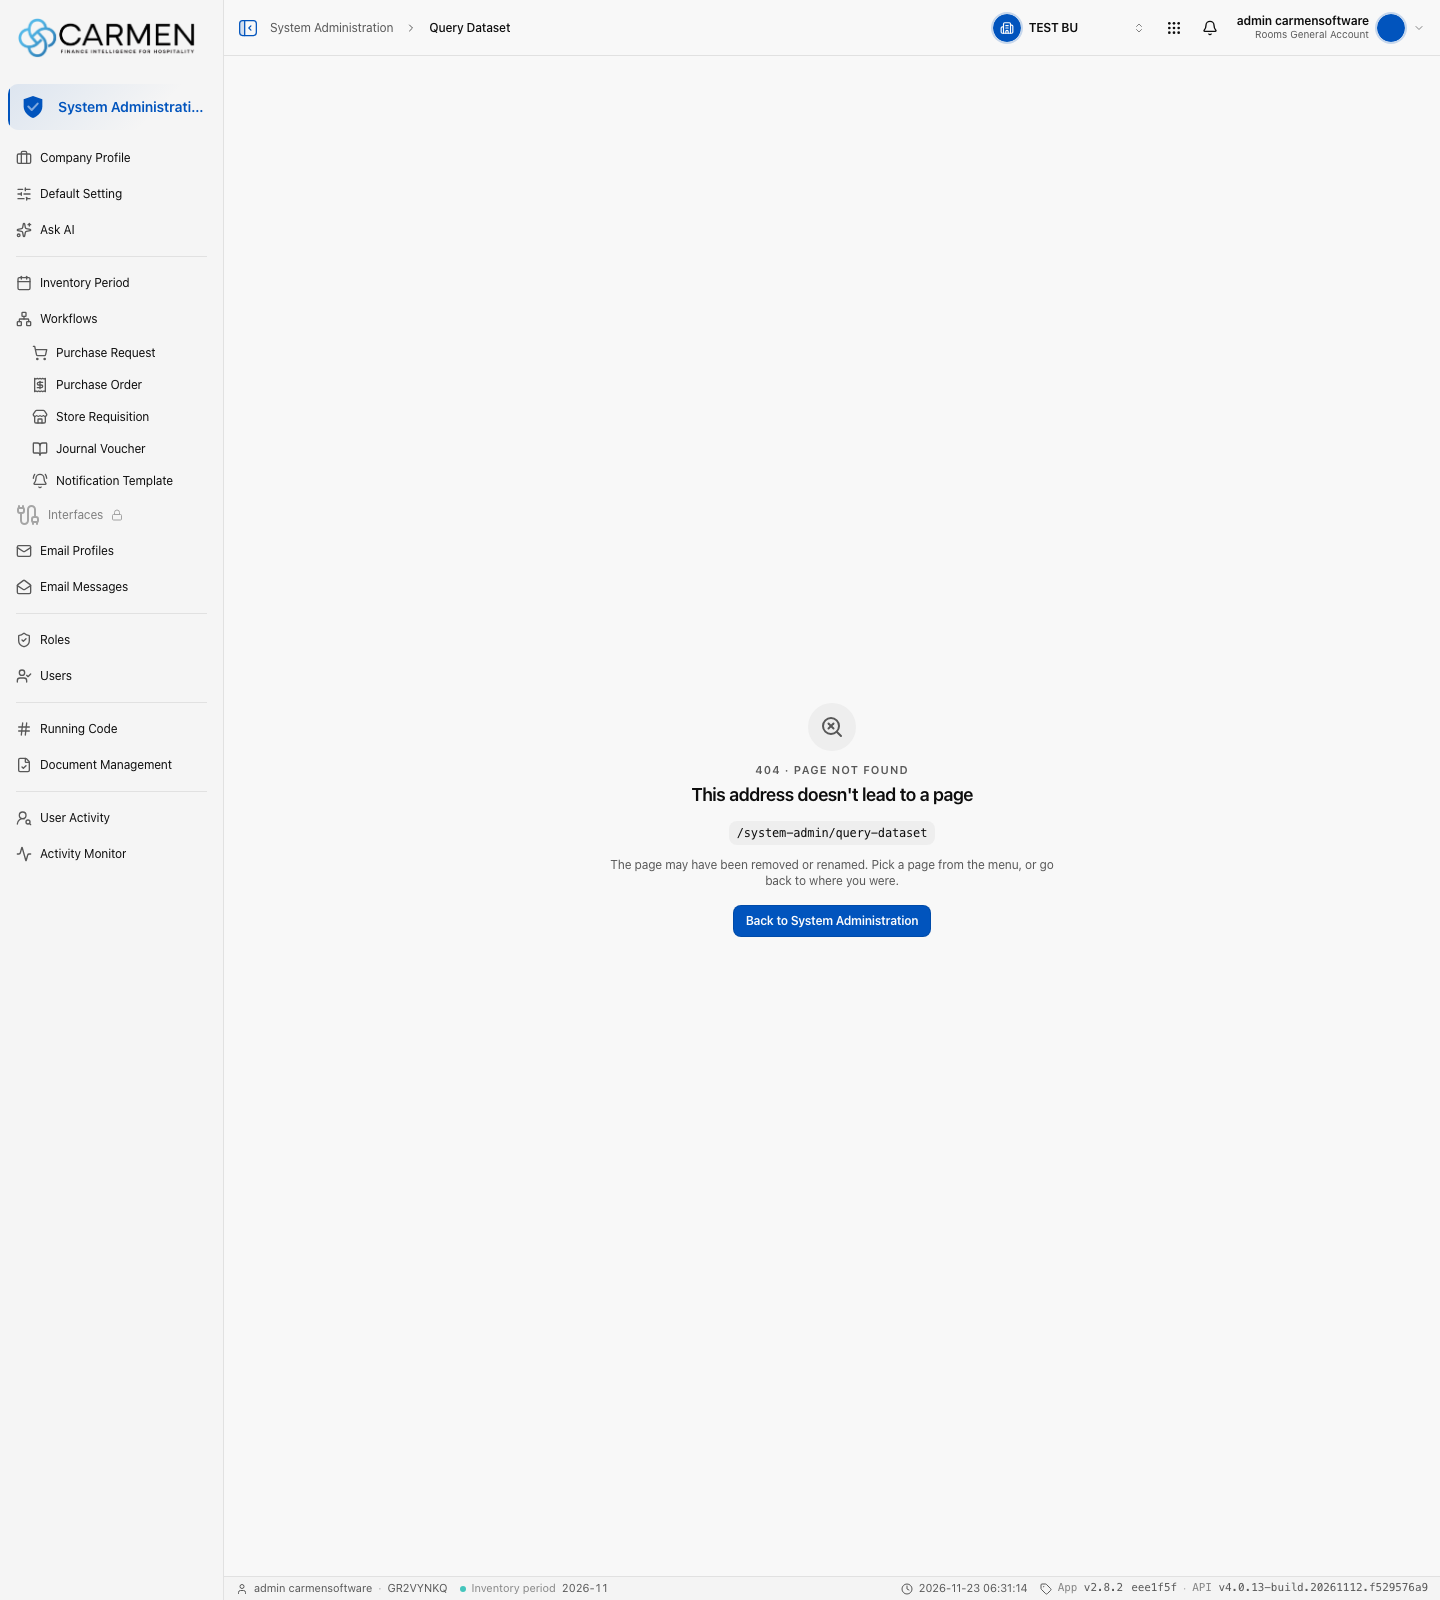 CARMEN
FINANCE INTELLIGENCE FOR HOSPITALITY
System Administrati...
Company Profile
Default Setting
Ask AI
Inventory Period
Workflows
Purchase Request
Purchase Order
Store Requisition
Journal Voucher
Notification Template
Interfaces
Email Profiles
Email Messages
Roles
Users
Running Code
Document Management
User Activity
Activity Monitor
System Administration > Query Dataset
TEST BU
admin carmensoftware
Rooms General Account
404 · PAGE NOT FOUND
This address doesn't lead to a page
/system-admin/query-dataset
The page may have been removed or renamed. Pick a page from the menu, or go
back to where you were.
Back to System Administration
admin carmensoftware · GR2VYNKQ Inventory period 2026-11
2026-11-23 06:31:14 App v2.8.2 eee1f5f · API v4.0.13-build.20261112.f529576a9